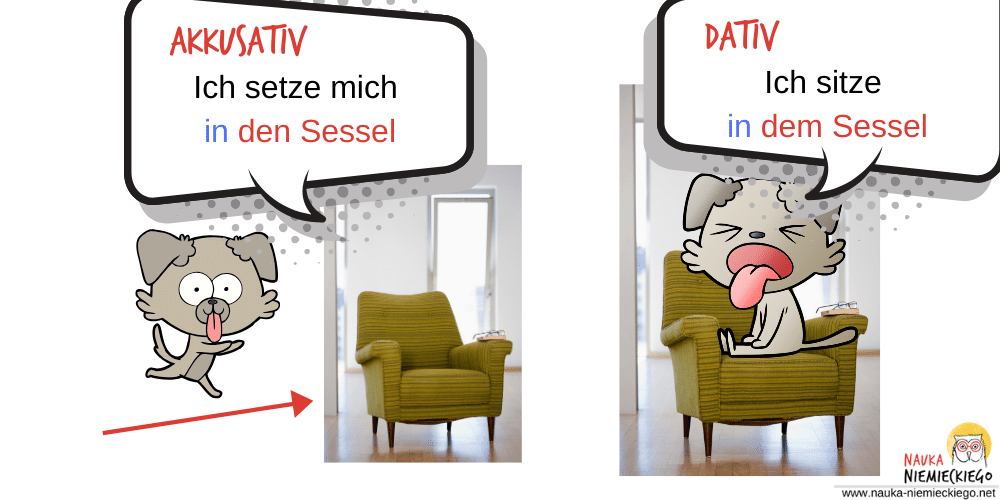 AKKUSATIV
Ich setze mich
in den Sessel
DATIV
Ich sitze
in dem Sessel
NAUKA
NIEMIECKIEGO
www.nauka-niemieckiego.net